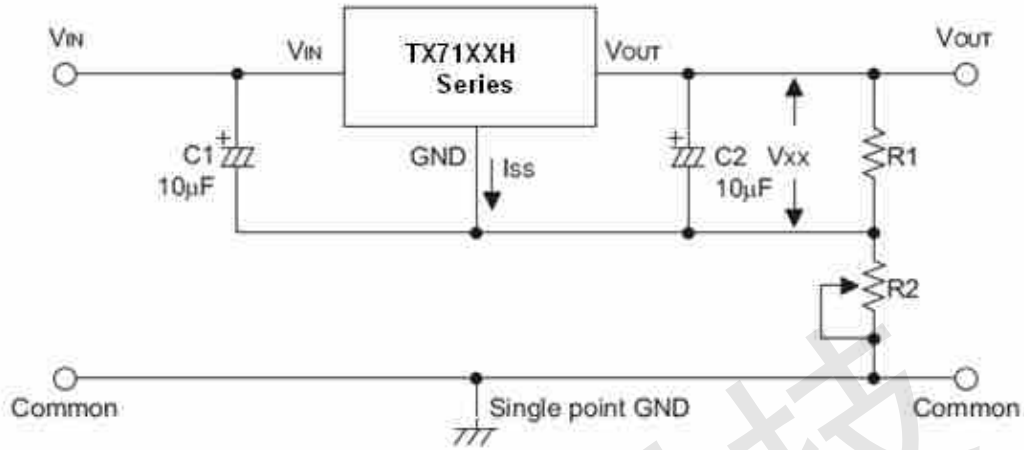 VIN
VIN
TX71XXH
Series
VOUT
VOUT
C1
10μF
+
GND
ISS
+
C2
10μF
VXX
R1
R2
Common
Single point GND
Common
技